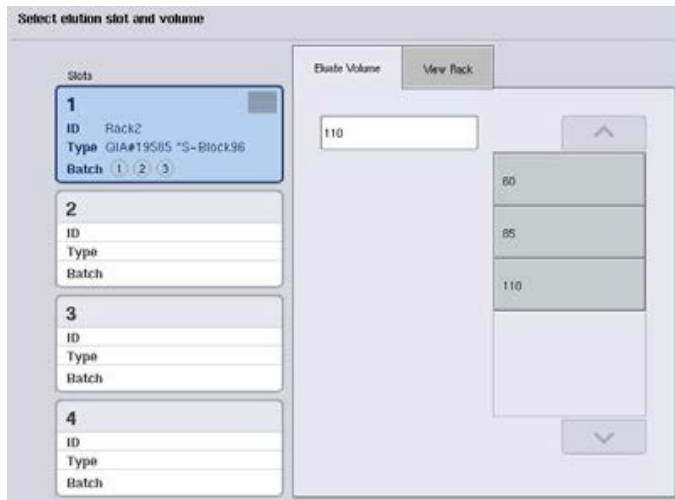 Select elution slot and volume
Slots
1
ID Rack2
Type QIA#19585 *S-Block96
Batch 1 2 3
2
ID
Type
Batch
3
ID
Type
Batch
4
ID
Type
Batch
Eluate Volume
View Rack
110
60
85
110